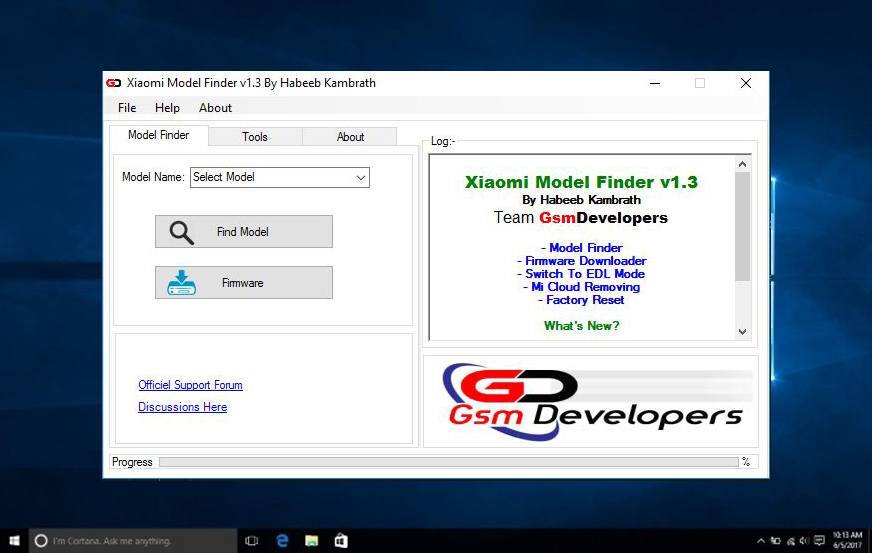 Xiaomi Model Finder v1.3 By Habeeb Kambrath
File Help About
Model Finder Tools About
Model Name: Select Model
Find Model
Firmware
Officiel Support Forum
Discussions Here
Log:-
Xiaomi Model Finder v1.3
By Habeeb Kambrath
Team GsmDevelopers
- Model Finder
- Firmware Downloader
- Switch To EDL Mode
- Mi Cloud Removing
- Factory Reset
What's New?
GD
Gsm Developers
Progress %
I'm Cortana. Ask me anything.
10:13 AM
6/5/2017